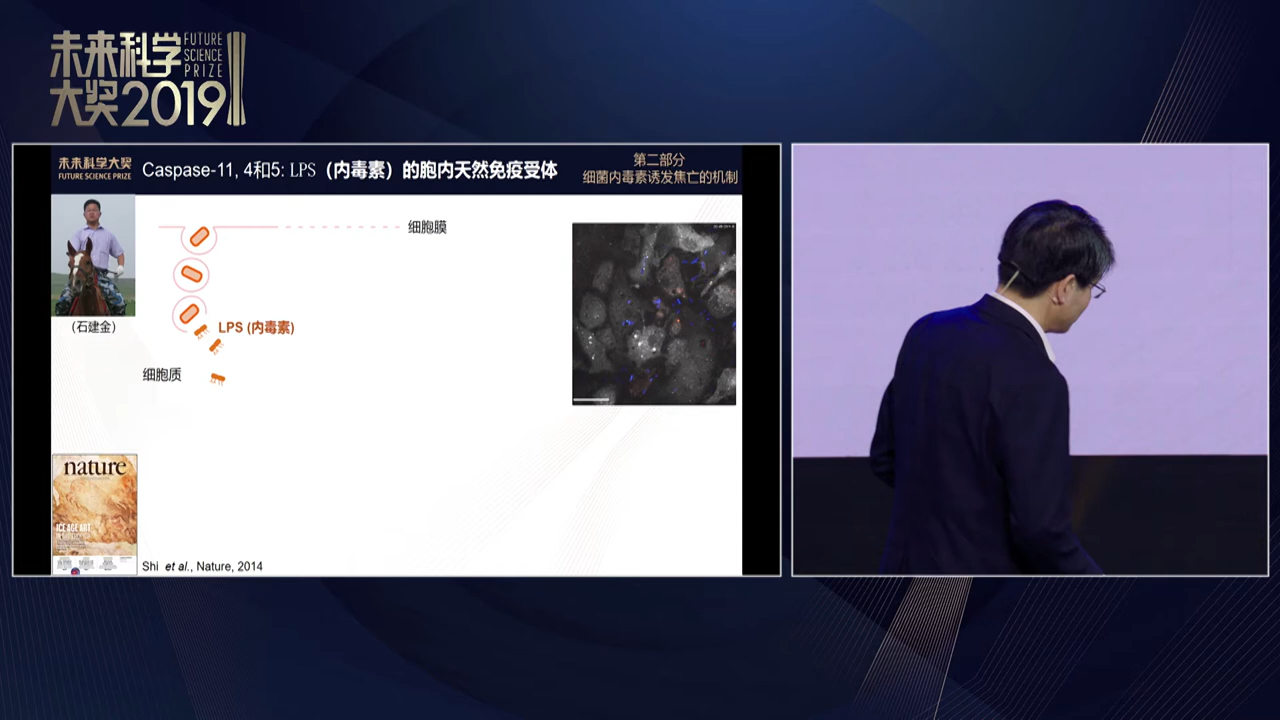 未来科学
大奖2019
FUTURE
SCIENCE
PRIZE
未来科学大奖
FUTURE SCIENCE PRIZE
Caspase-11, 4和5: LPS（内毒素）的胞内天然免疫受体
第二部分
细菌内毒素诱发焦亡的机制
细胞膜
(石建金)
LPS (内毒素)
细胞质
nature
ICE AGE ART
Shi et al., Nature, 2014